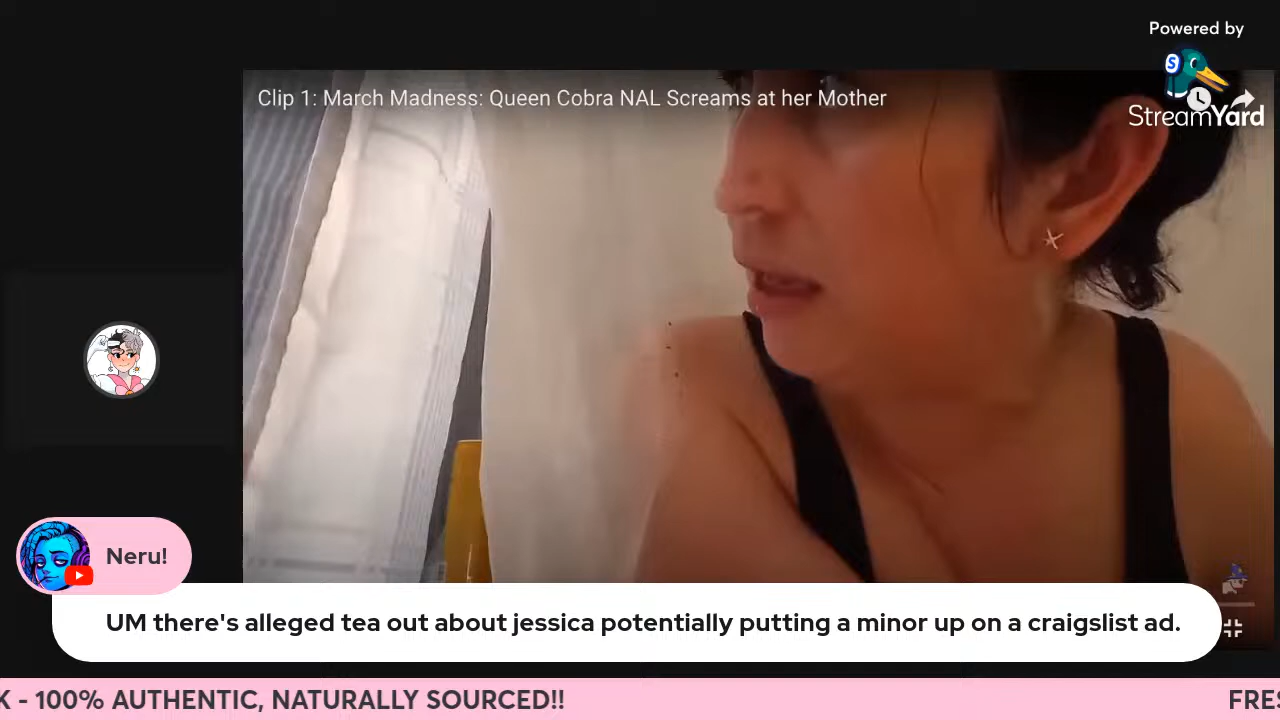 Powered by
StreamYard
Clip 1: March Madness: Queen Cobra NAL Screams at her Mother
Neru!
UM there's alleged tea out about jessica potentially putting a minor up on a craigslist ad.
K - 100% AUTHENTIC, NATURALLY SOURCED!! FRES